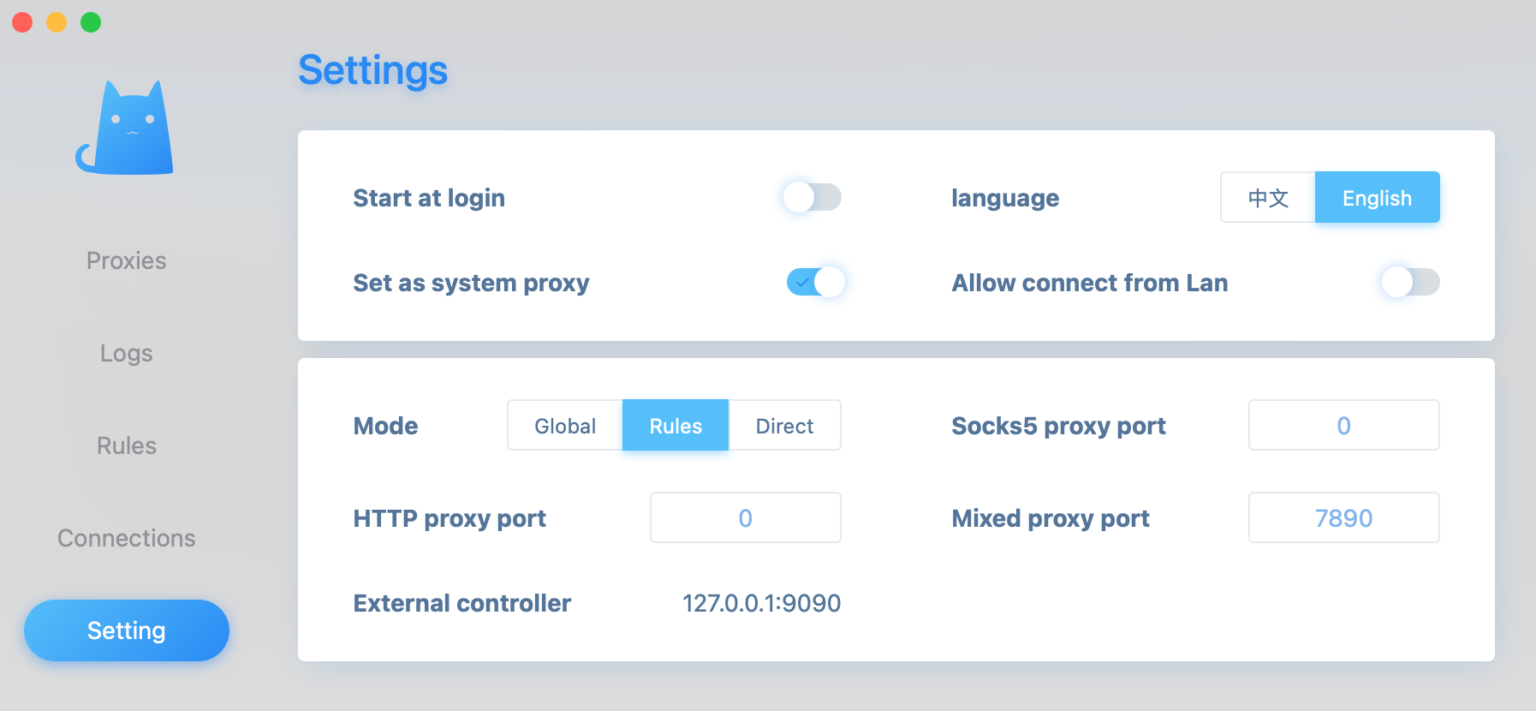 Settings
Start at login
language 中文 English
Set as system proxy
Allow connect from Lan
Proxies
Logs
Rules
Connections
Setting
Mode Global Rules Direct
Socks5 proxy port 0
HTTP proxy port 0
Mixed proxy port 7890
External controller 127.0.0.1:9090